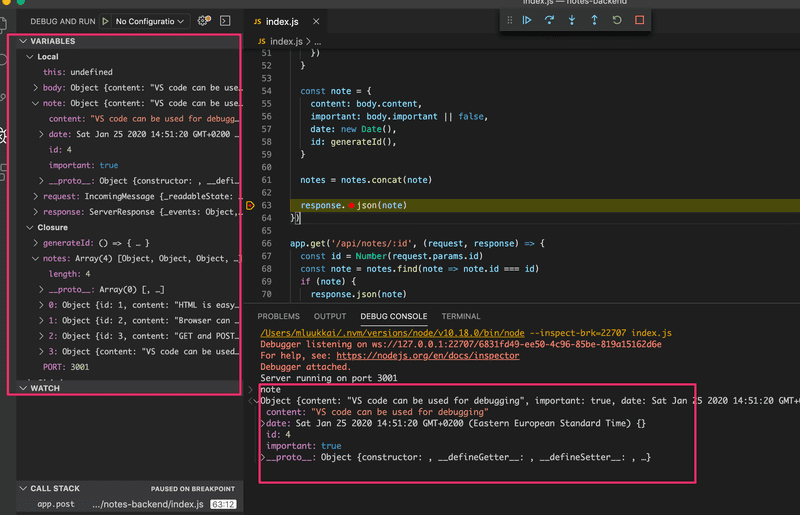 index.js — notes-backend
DEBUG AND RUN No Configuratio
VARIABLES
Local
this: undefined
body: Object {content: "VS code can be use…
note: Object {content: "VS code can be use…
content: "VS code can be used for debugg…
date: Sat Jan 25 2020 14:51:20 GMT+0200 …
id: 4
important: true
__proto__: Object {constructor: , __defi…
request: IncomingMessage {_readableState: …
response: ServerResponse {_events: Object,…
Closure
generateId: () => { … }
notes: Array(4) [Object, Object, Object, …]
length: 4
__proto__: Array(0) [, …]
0: Object {id: 1, content: "HTML is easy…
1: Object {id: 2, content: "Browser can …
2: Object {id: 3, content: "GET and POST…
3: Object {content: "VS code can be used…
PORT: 3001
WATCH
CALL STACK PAUSED ON BREAKPOINT
app.post .../notes-backend/index.js 63:12
JS index.js
JS index.js > ...
51 })
52 }
53
54 const note = {
55 content: body.content,
56 important: body.important || false,
57 date: new Date(),
58 id: generateId(),
59 }
60
61 notes = notes.concat(note)
62
63 response.json(note)
64 })
65
66 app.get('/api/notes/:id', (request, response) => {
67 const id = Number(request.params.id)
68 const note = notes.find(note => note.id === id)
69 if (note) {
70 response.json(note)
PROBLEMS OUTPUT DEBUG CONSOLE TERMINAL
/Users/mluukkai/.nvm/versions/node/v10.18.0/bin/node --inspect-brk=22707 index.js
Debugger listening on ws://127.0.0.1:22707/6831fd49-ee50-4c96-85be-819a15162d6e
For help, see: https://nodejs.org/en/docs/inspector
Debugger attached.
Server running on port 3001
note
Object {content: "VS code can be used for debugging", important: true, date: Sat Jan 25 2020 14:51:20 GMT+0
content: "VS code can be used for debugging"
date: Sat Jan 25 2020 14:51:20 GMT+0200 (Eastern European Standard Time) {}
id: 4
important: true
__proto__: Object {constructor: , __defineGetter__: , __defineSetter__: , …}